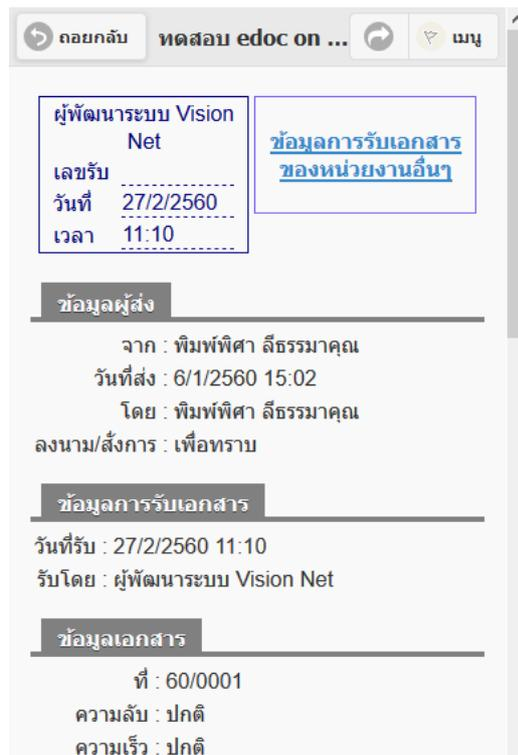 ถอยกลับ ทดสอบ edoc on ... เมนู
ผู้พัฒนาระบบ Vision
Net
เลขรับ
วันที่ 27/2/2560
เวลา 11:10
ข้อมูลการรับเอกสาร
ของหน่วยงานอื่นๆ
ข้อมูลผู้ส่ง
จาก : พิมพ์พิศา ลีธรรมาคุณ
วันที่ส่ง : 6/1/2560 15:02
โดย : พิมพ์พิศา ลีธรรมาคุณ
ลงนาม/สั่งการ : เพื่อทราบ
ข้อมูลการรับเอกสาร
วันที่รับ : 27/2/2560 11:10
รับโดย : ผู้พัฒนาระบบ Vision Net
ข้อมูลเอกสาร
ที่ : 60/0001
ความลับ : ปกติ
ความเร็ว : ปกติ